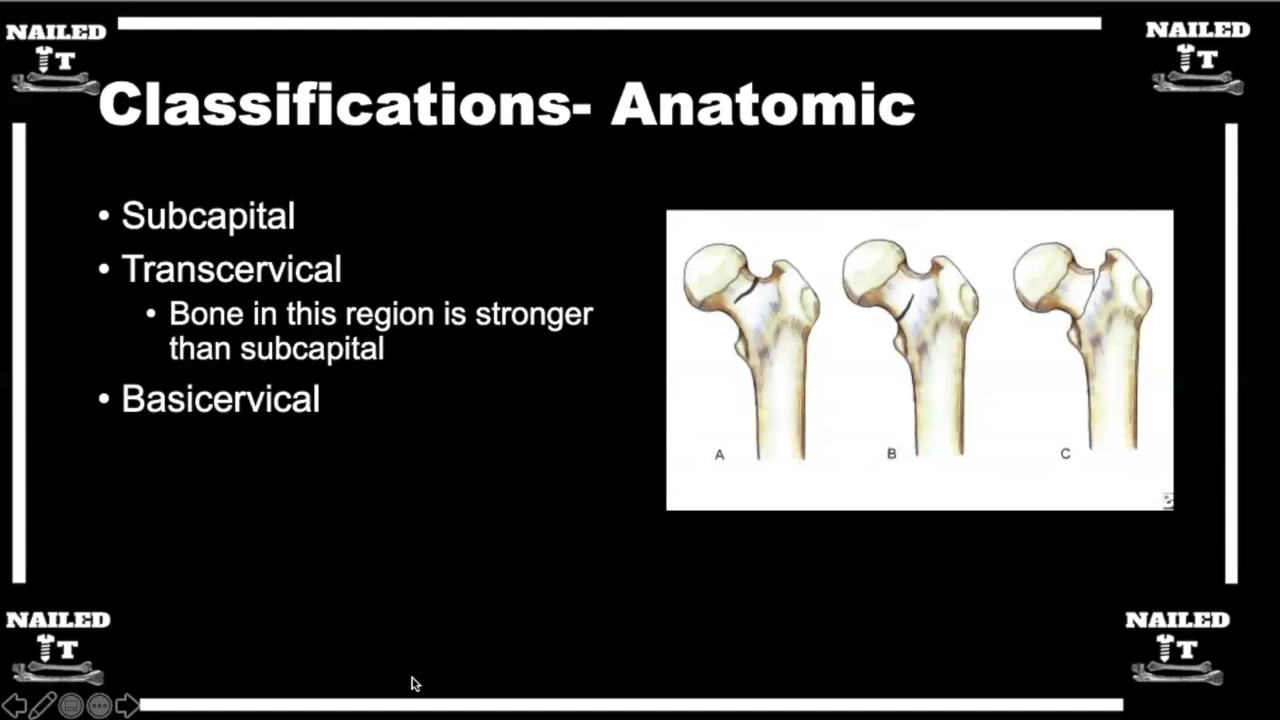 NAILED
IT
NAILED
IT
Classifications- Anatomic
• Subcapital
• Transcervical
• Bone in this region is stronger
than subcapital
• Basicervical
A
B
C
NAILED
IT
NAILED
IT